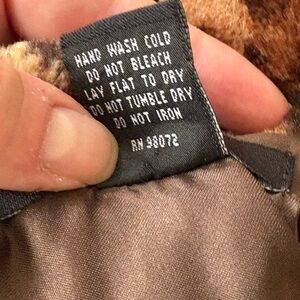 HAND WASH COLD
DO NOT BLEACH
LAY FLAT TO DRY
DO NOT TUMBLE DRY
DO NOT IRON
RN 98072